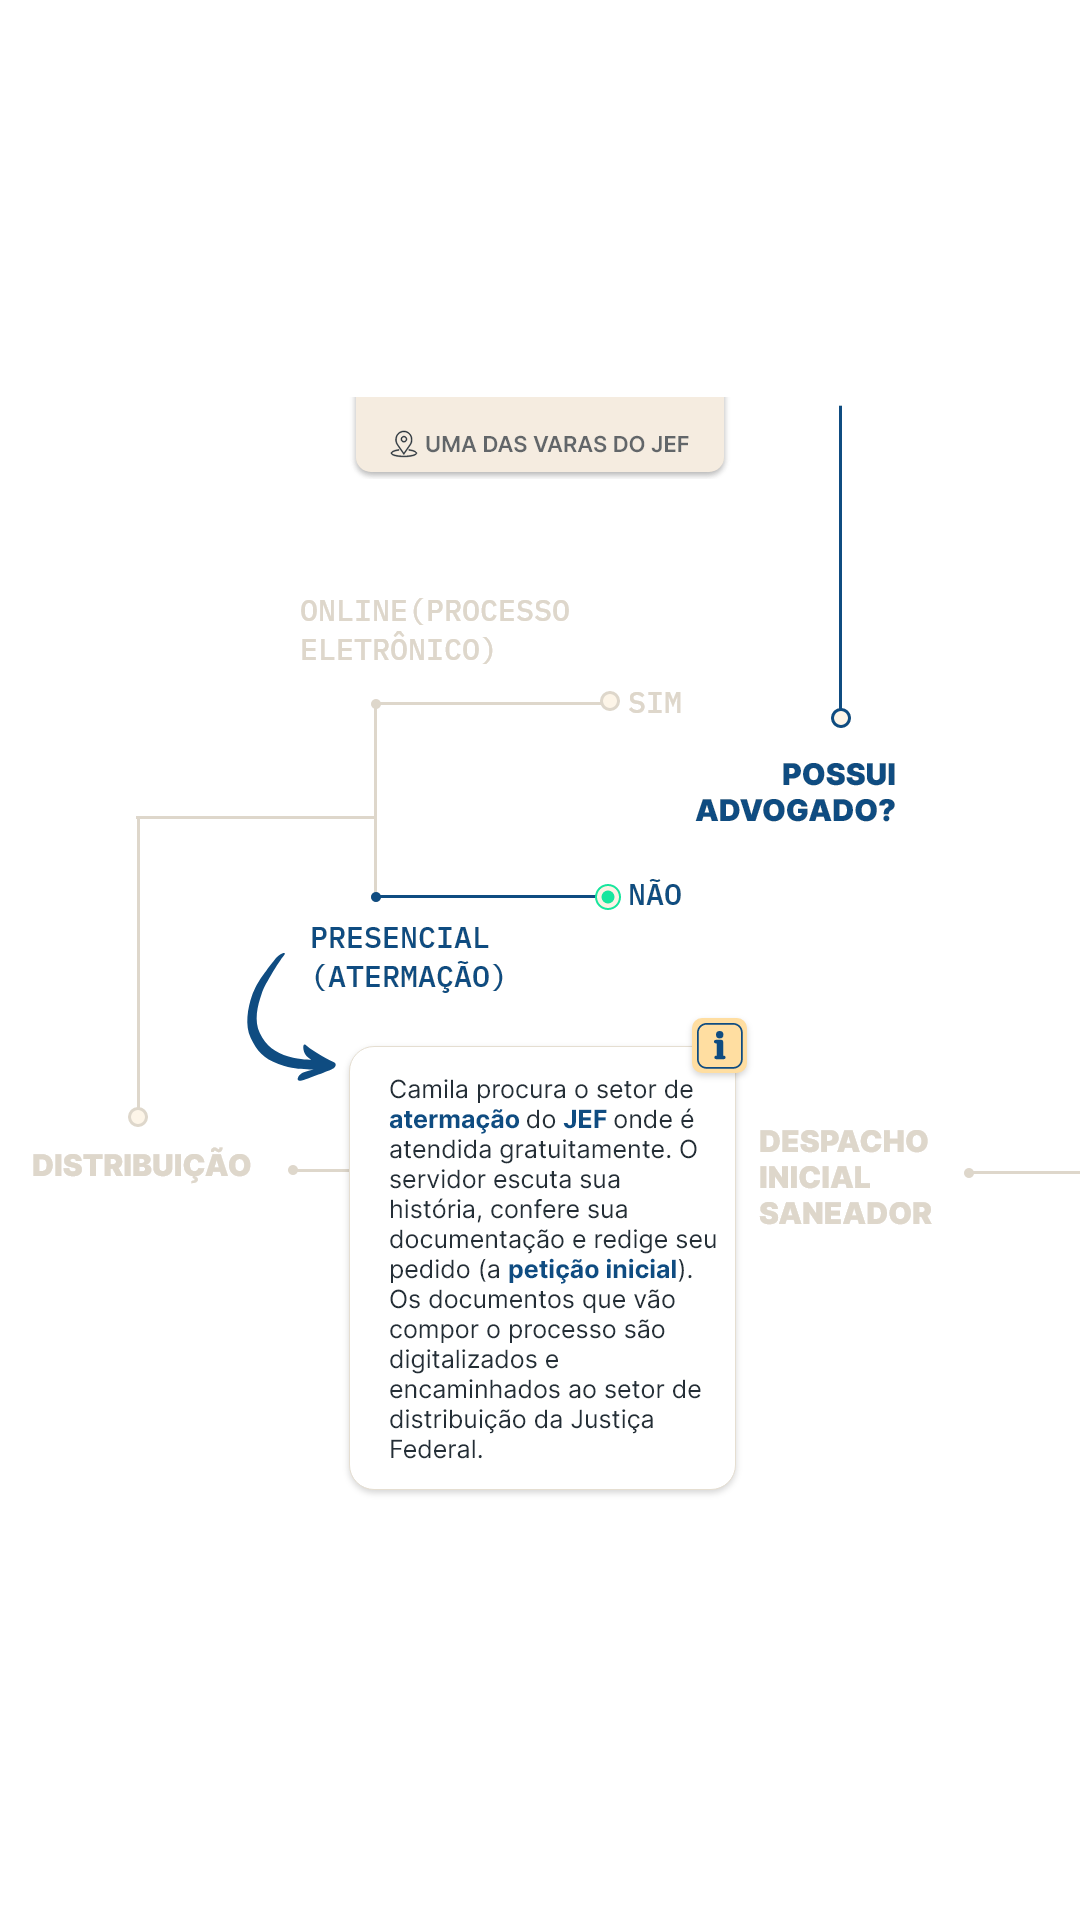 UMA DAS VARAS DO JEF
ONLINE(PROCESSO
ELETRÔNICO)
SIM
POSSUI
ADVOGADO?
NÃO
PRESENCIAL
(ATERMAÇÃO)
i
Camila procura o setor de
atermação do JEF onde é
atendida gratuitamente. O
servidor escuta sua
história, confere sua
documentação e redige seu
pedido (a petição inicial).
Os documentos que vão
compor o processo são
digitalizados e
encaminhados ao setor de
distribuição da Justiça
Federal.
DISTRIBUIÇÃO
DESPACHO
INICIAL
SANEADOR